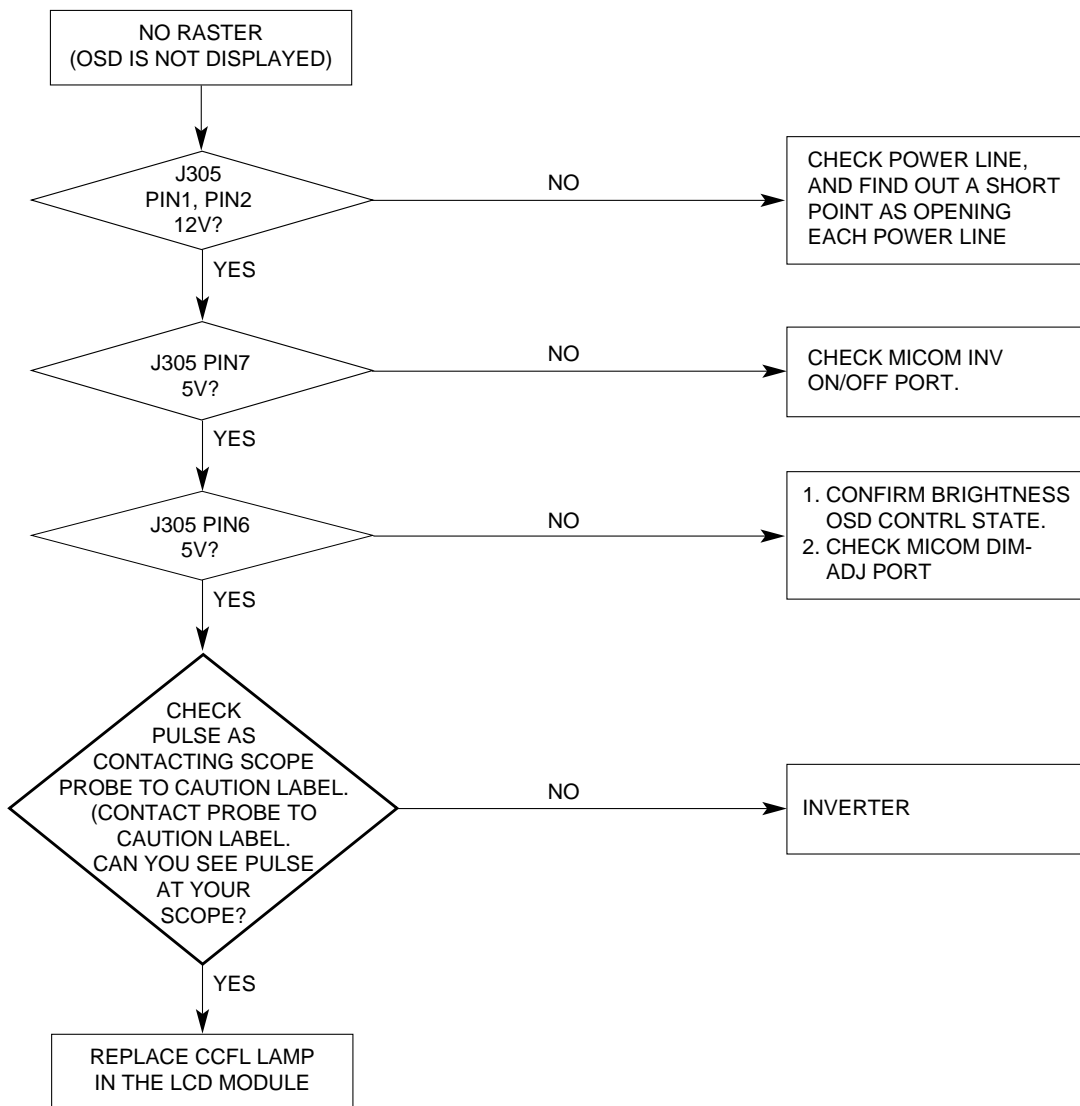 NO RASTER
(OSD IS NOT DISPLAYED)
J305
PIN1, PIN2
12V?
NO
CHECK POWER LINE,
AND FIND OUT A SHORT
POINT AS OPENING
EACH POWER LINE
YES
J305 PIN7
5V?
NO
CHECK MICOM INV
ON/OFF PORT.
YES
J305 PIN6
5V?
NO
1. CONFIRM BRIGHTNESS
OSD CONTRL STATE.
2. CHECK MICOM DIM-
ADJ PORT
YES
CHECK
PULSE AS
CONTACTING SCOPE
PROBE TO CAUTION LABEL.
(CONTACT PROBE TO
CAUTION LABEL.
CAN YOU SEE PULSE
AT YOUR
SCOPE?
NO
INVERTER
YES
REPLACE CCFL LAMP
IN THE LCD MODULE